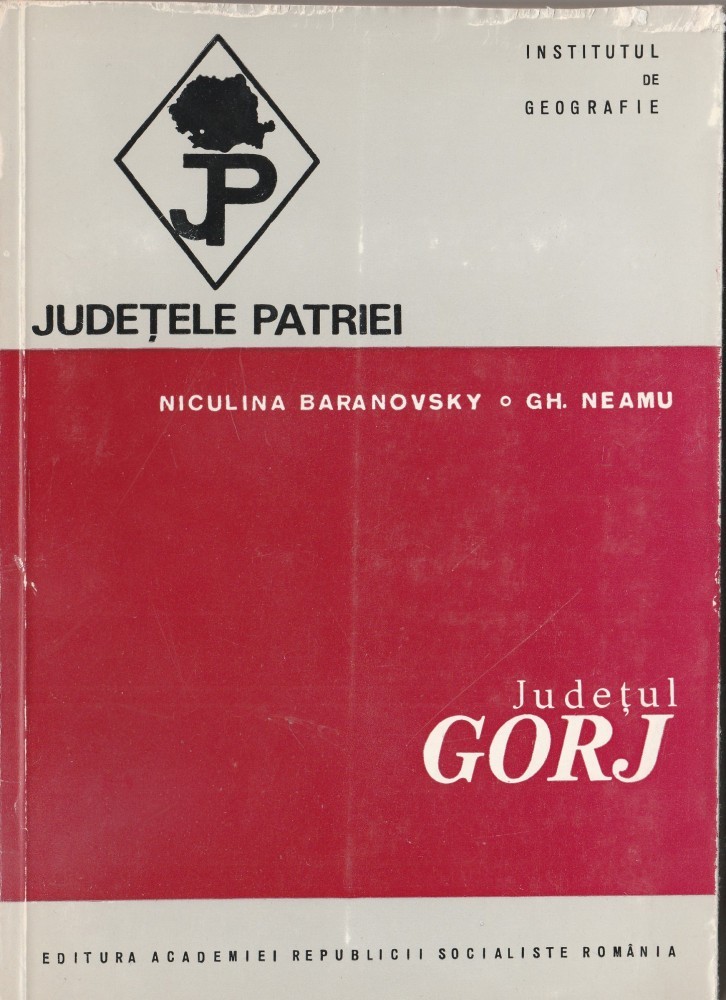 INSTITUTUL
DE
GEOGRAFIE
JP
JUDEȚELE PATRIEI
NICULINA BARANOVSKY o GH. NEAMU
Județul
GORJ
EDITURA ACADEMIEI REPUBLICII SOCIALISTE ROMÂNIA